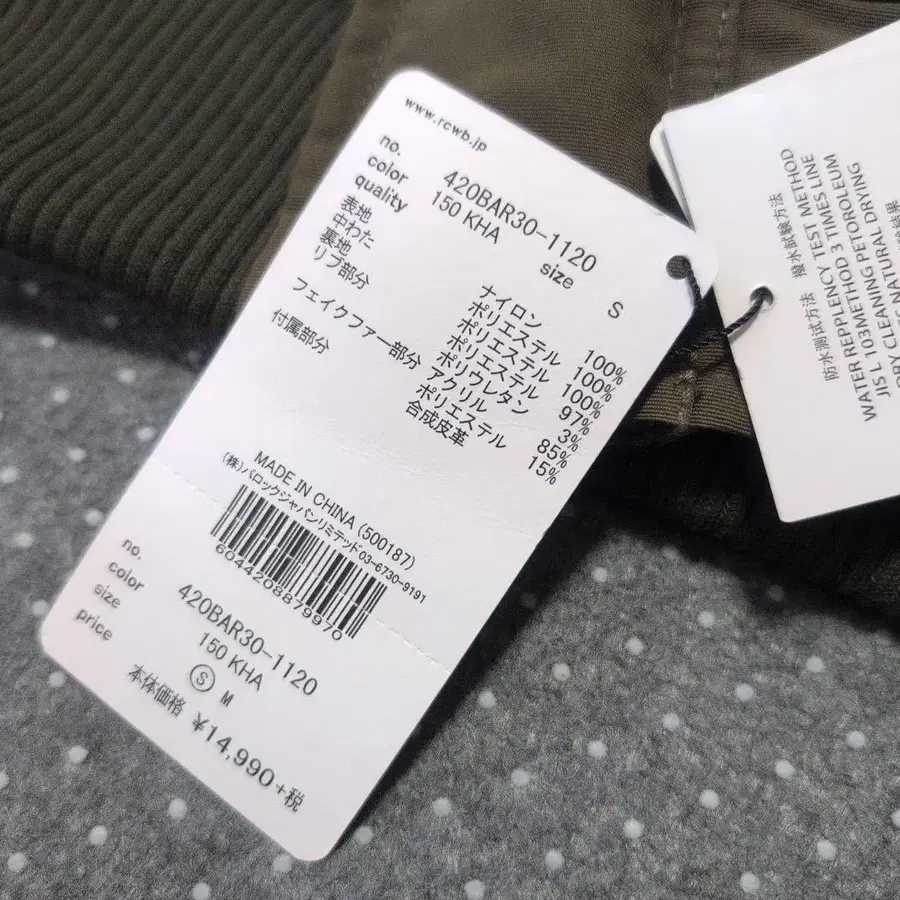 www.rcwb.jp
no. 420BAR30-1120
color 150 KHA
quality size S
表地 ナイロン 100%
中わた ポリエステル 100%
裏地 ポリエステル 100%
リブ部分 ポリエステル 97%
ポリウレタン 3%
フェイクファー部分 アクリル 85%
ポリエステル 15%
付属部分 合成皮革
MADE IN CHINA (500187)
(株)バロックジャパンリミテッド03-6730-9191
6044208879970
no. 420BAR30-1120
color 150 KHA
size S M
price 本体価格 ¥14,990+税
防水测试方法 撥水試験方法
WATER REPPLENCY TEST METHOD
JIS L 103METHOD 3 TIMES LINE
CLEANING PETOROLEUM
NATURAL DRYING